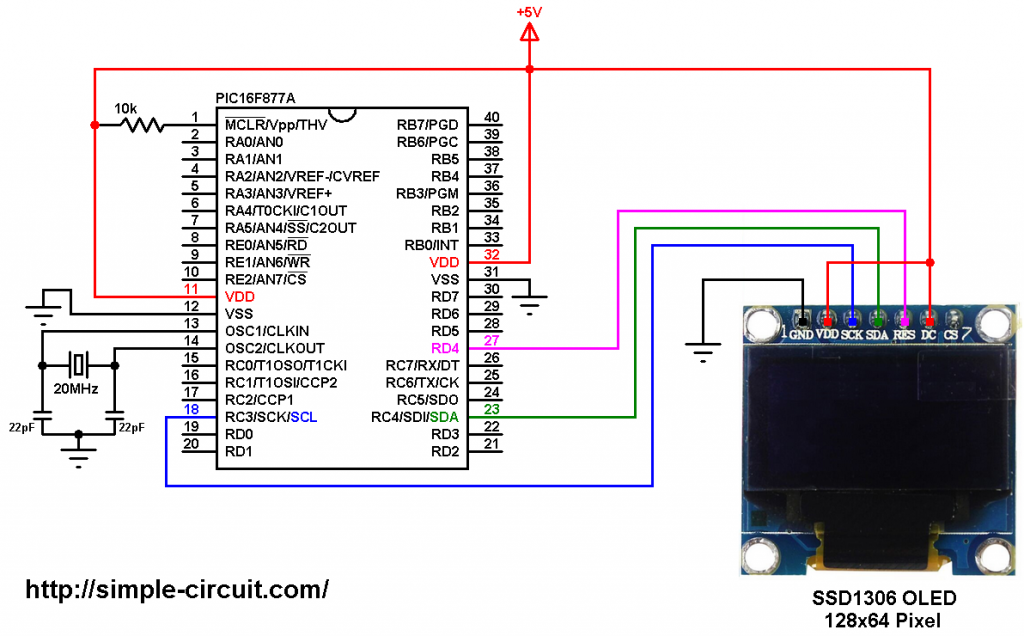 +5V
PIC16F877A
10k
1 MCLR/Vpp/THV RB7/PGD 40
2 RA0/AN0 RB6/PGC 39
3 RA1/AN1 RB5 38
4 RA2/AN2/VREF-/CVREF RB4 37
5 RA3/AN3/VREF+ RB3/PGM 36
6 RA4/T0CKI/C1OUT RB2 35
7 RA5/AN4/SS/C2OUT RB1 34
8 RE0/AN5/RD RB0/INT 33
9 RE1/AN6/WR VDD 32
10 RE2/AN7/CS VSS 31
11 VDD RD7 30
12 VSS RD6 29
13 OSC1/CLKIN RD5 28
14 OSC2/CLKOUT RD4 27
15 RC0/T1OSO/T1CKI RC7/RX/DT 26
16 RC1/T1OSI/CCP2 RC6/TX/CK 25
17 RC2/CCP1 RC5/SDO 24
18 RC3/SCK/SCL RC4/SDI/SDA 23
19 RD0 RD3 22
20 RD1 RD2 21
20MHz
22pF 22pF
1 GND VDD SCK SDA RES DC CS 7
http://simple-circuit.com/
SSD1306 OLED
128x64 Pixel